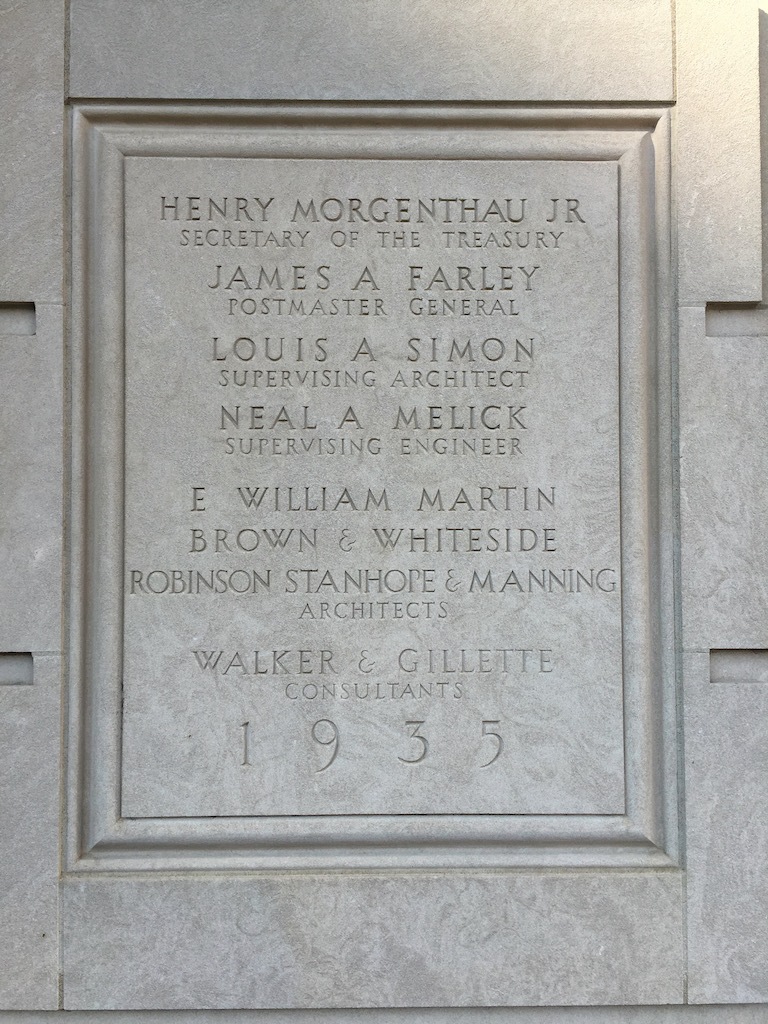 HENRY MORGENTHAU JR
SECRETARY OF THE TREASURY
JAMES A FARLEY
POSTMASTER GENERAL
LOUIS A SIMON
SUPERVISING ARCHITECT
NEAL A MELICK
SUPERVISING ENGINEER
E WILLIAM MARTIN
BROWN & WHITESIDE
ROBINSON STANHOPE & MANNING
ARCHITECTS
WALKER & GILLETTE
CONSULTANTS
1935